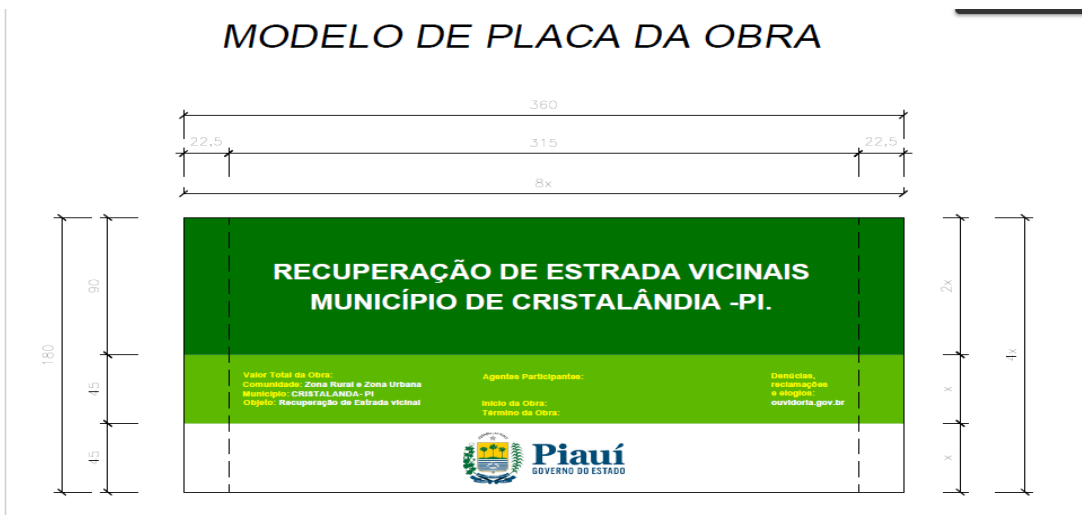 MODELO DE PLACA DA OBRA
360
22,5
315
22,5
8x
RECUPERAÇÃO DE ESTRADA VICINAIS
MUNICÍPIO DE CRISTALÂNDIA -PI.
180
90
45
45
2x
x
x
4x
Valor Total da Obra:
Comunidade: Zona Rural e Zona Urbana
Município: CRISTALANDA- PI
Objeto: Recuperação de Estrada vicinal
Agentes Participantes:
Início da Obra:
Término da Obra:
Denúcias,
reclamações
e elogios:
ouvidoria.gov.br
Piauí
GOVERNO DO ESTADO